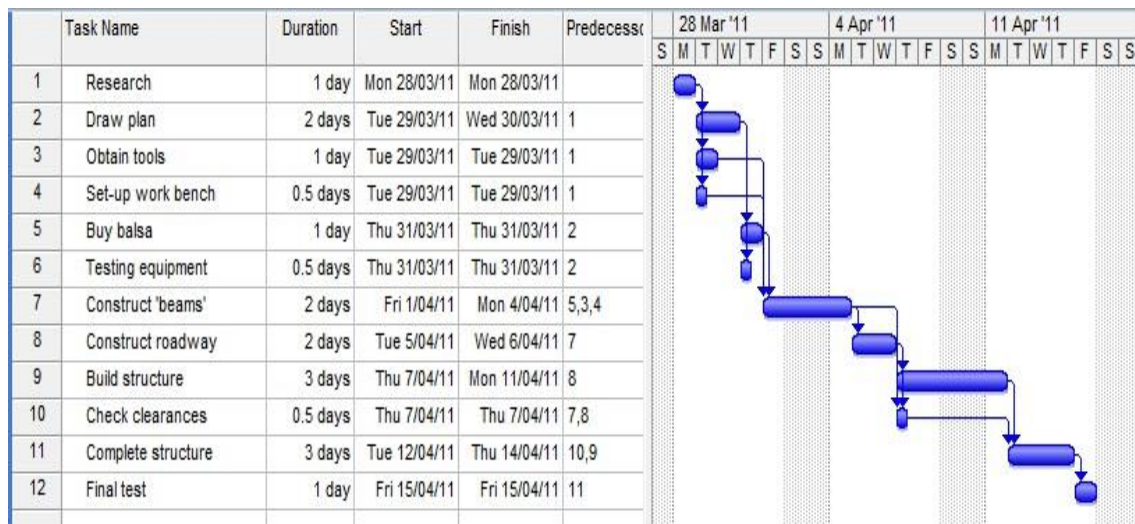 Task Name Duration Start Finish Predecesso 28 Mar '11 4 Apr '11 11 Apr '11
S M T W T F S S M T W T F S S M T W T F S S
1 Research 1 day Mon 28/03/11 Mon 28/03/11
2 Draw plan 2 days Tue 29/03/11 Wed 30/03/11 1
3 Obtain tools 1 day Tue 29/03/11 Tue 29/03/11 1
4 Set-up work bench 0.5 days Tue 29/03/11 Tue 29/03/11 1
5 Buy balsa 1 day Thu 31/03/11 Thu 31/03/11 2
6 Testing equipment 0.5 days Thu 31/03/11 Thu 31/03/11 2
7 Construct 'beams' 2 days Fri 1/04/11 Mon 4/04/11 5,3,4
8 Construct roadway 2 days Tue 5/04/11 Wed 6/04/11 7
9 Build structure 3 days Thu 7/04/11 Mon 11/04/11 8
10 Check clearances 0.5 days Thu 7/04/11 Thu 7/04/11 7,8
11 Complete structure 3 days Tue 12/04/11 Thu 14/04/11 10,9
12 Final test 1 day Fri 15/04/11 Fri 15/04/11 11